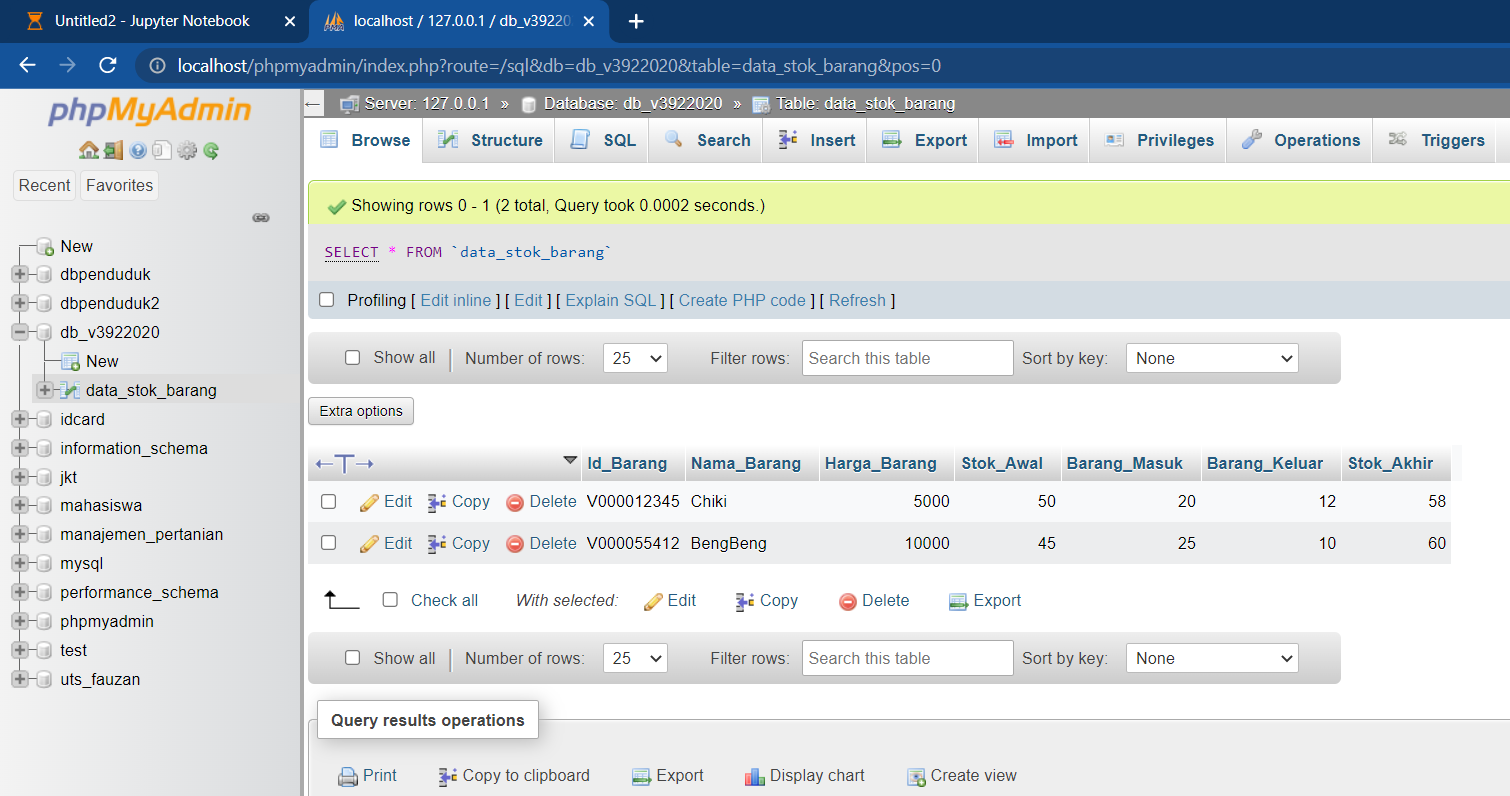 Untitled2 - Jupyter Notebook
localhost / 127.0.0.1 / db_v39220
localhost/phpmyadmin/index.php?route=/sql&db=db_v3922020&table=data_stok_barang&pos=0
phpMyAdmin
Recent Favorites
New
dbpenduduk
dbpenduduk2
db_v3922020
New
data_stok_barang
idcard
information_schema
jkt
mahasiswa
manajemen_pertanian
mysql
performance_schema
phpmyadmin
test
uts_fauzan
Server: 127.0.0.1 » Database: db_v3922020 » Table: data_stok_barang
Browse Structure SQL Search Insert Export Import Privileges Operations Triggers
Showing rows 0 - 1 (2 total, Query took 0.0002 seconds.)
SELECT * FROM `data_stok_barang`
Profiling [ Edit inline ] [ Edit ] [ Explain SQL ] [ Create PHP code ] [ Refresh ]
Show all | Number of rows: 25 Filter rows: Search this table Sort by key: None
Extra options
←T→ Id_Barang Nama_Barang Harga_Barang Stok_Awal Barang_Masuk Barang_Keluar Stok_Akhir
Edit Copy Delete V000012345 Chiki 5000 50 20 12 58
Edit Copy Delete V000055412 BengBeng 10000 45 25 10 60
Check all With selected: Edit Copy Delete Export
Show all | Number of rows: 25 Filter rows: Search this table Sort by key: None
Query results operations
Print Copy to clipboard Export Display chart Create view